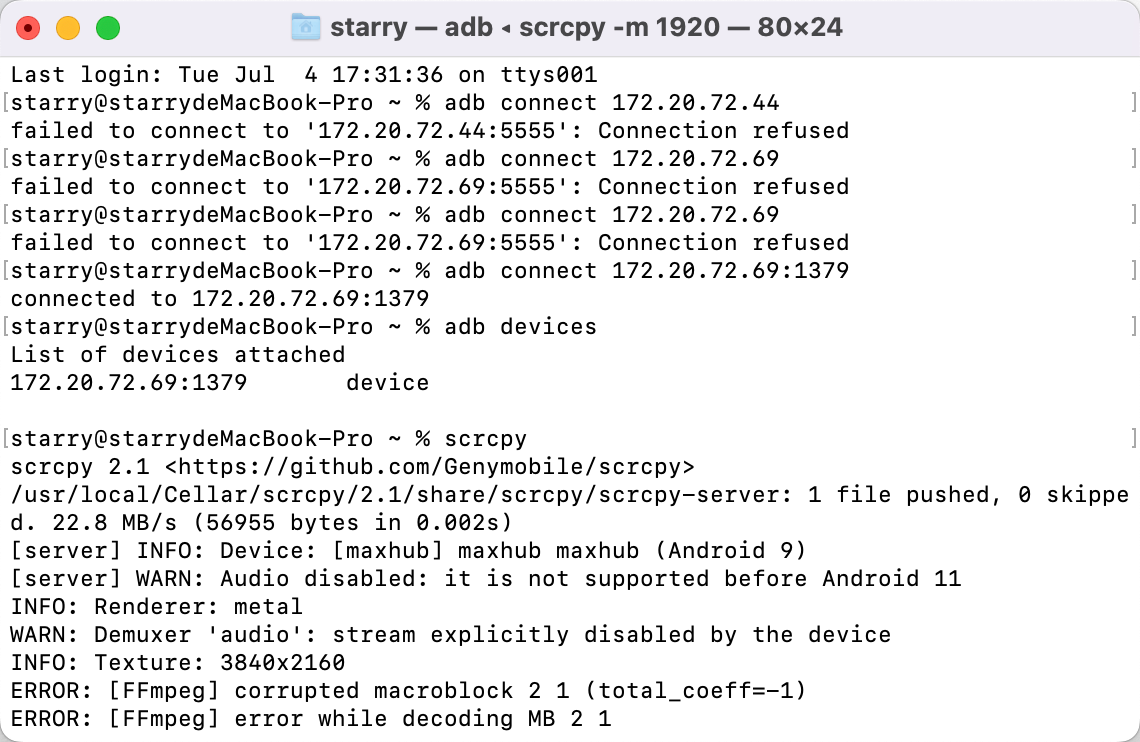 starry — adb ◂ scrcpy -m 1920 — 80×24
Last login: Tue Jul  4 17:31:36 on ttys001
[starry@starrydeMacBook-Pro ~ % adb connect 172.20.72.44 ]
failed to connect to '172.20.72.44:5555': Connection refused
[starry@starrydeMacBook-Pro ~ % adb connect 172.20.72.69 ]
failed to connect to '172.20.72.69:5555': Connection refused
[starry@starrydeMacBook-Pro ~ % adb connect 172.20.72.69 ]
failed to connect to '172.20.72.69:5555': Connection refused
[starry@starrydeMacBook-Pro ~ % adb connect 172.20.72.69:1379 ]
connected to 172.20.72.69:1379
[starry@starrydeMacBook-Pro ~ % adb devices ]
List of devices attached
172.20.72.69:1379       device
[starry@starrydeMacBook-Pro ~ % scrcpy ]
scrcpy 2.1 <https://github.com/Genymobile/scrcpy>
/usr/local/Cellar/scrcpy/2.1/share/scrcpy/scrcpy-server: 1 file pushed, 0 skippe
d. 22.8 MB/s (56955 bytes in 0.002s)
[server] INFO: Device: [maxhub] maxhub maxhub (Android 9)
[server] WARN: Audio disabled: it is not supported before Android 11
INFO: Renderer: metal
WARN: Demuxer 'audio': stream explicitly disabled by the device
INFO: Texture: 3840x2160
ERROR: [FFmpeg] corrupted macroblock 2 1 (total_coeff=-1)
ERROR: [FFmpeg] error while decoding MB 2 1